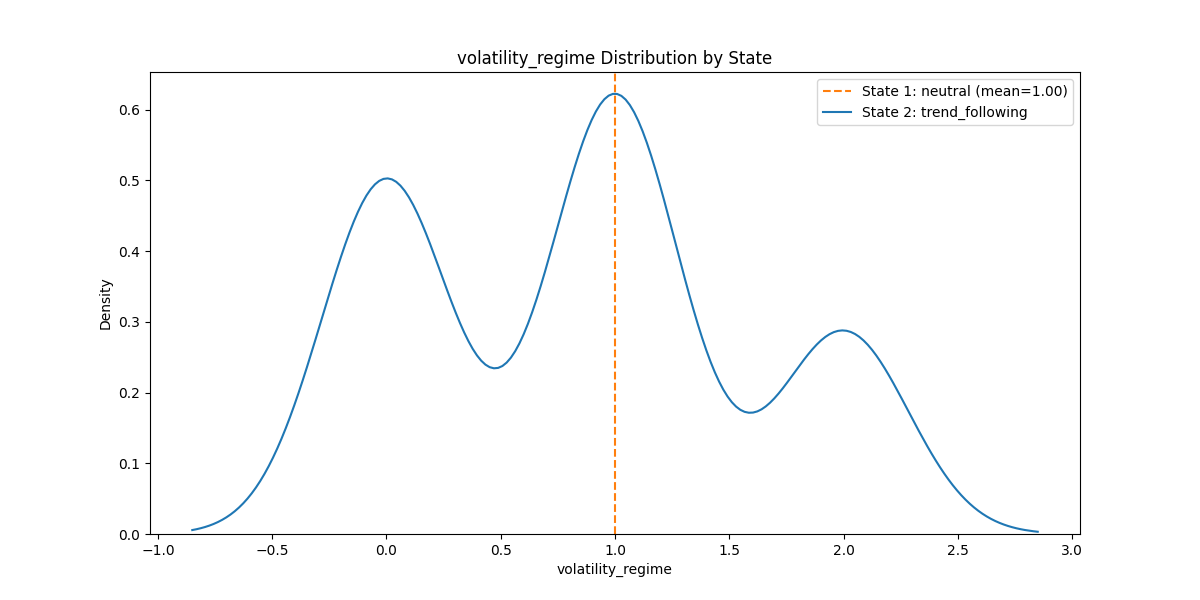 volatility_regime Distribution by State
State 1: neutral (mean=1.00)
State 2: trend_following
0.6
0.5
0.4
0.3
0.2
0.1
0.0
Density
−1.0 −0.5 0.0 0.5 1.0 1.5 2.0 2.5 3.0
volatility_regime